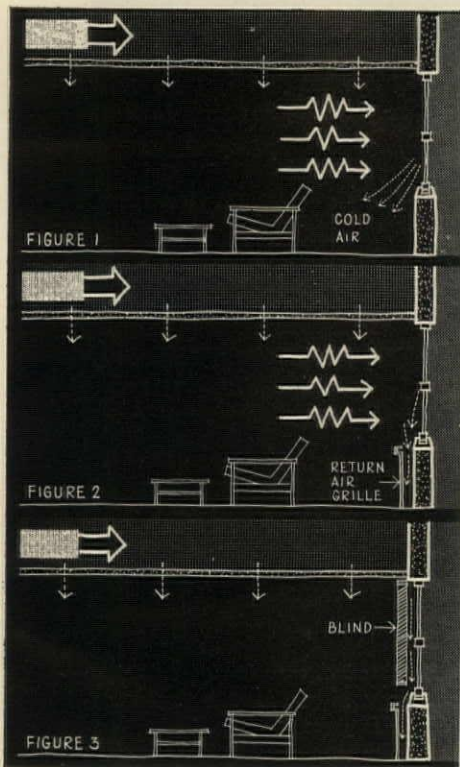 COLD
AIR
FIGURE 1
RETURN
AIR
GRILLE
FIGURE 2
BLIND
FIGURE 3